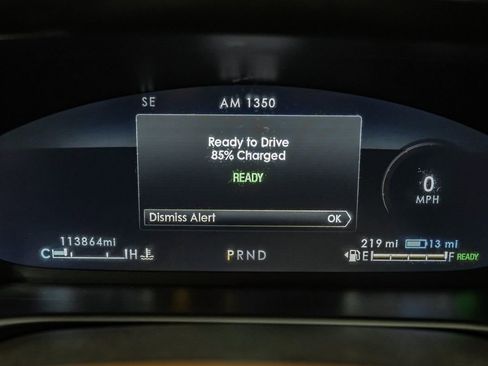 SE AM 1350
Ready to Drive
85% Charged
READY
0
MPH
Dismiss Alert OK
113864mi 219 mi 13 mi
C H PRND E F READY